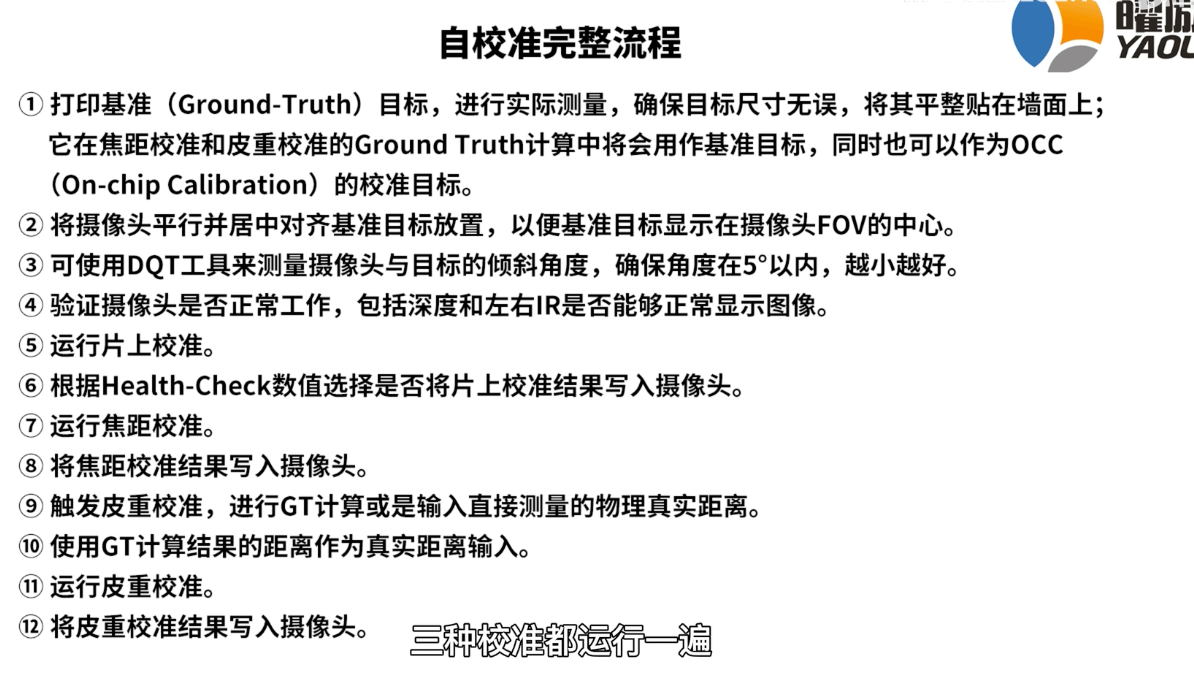 自校准完整流程
曜
YAOU
① 打印基准（Ground-Truth）目标，进行实际测量，确保目标尺寸无误，将其平整贴在墙面上；
它在焦距校准和皮重校准的Ground Truth计算中将会用作基准目标，同时也可以作为OCC
（On-chip Calibration）的校准目标。
② 将摄像头平行并居中对齐基准目标放置，以便基准目标显示在摄像头FOV的中心。
③ 可使用DQT工具来测量摄像头与目标的倾斜角度，确保角度在5°以内，越小越好。
④ 验证摄像头是否正常工作，包括深度和左右IR是否能够正常显示图像。
⑤ 运行片上校准。
⑥ 根据Health-Check数值选择是否将片上校准结果写入摄像头。
⑦ 运行焦距校准。
⑧ 将焦距校准结果写入摄像头。
⑨ 触发皮重校准，进行GT计算或是输入直接测量的物理真实距离。
⑩ 使用GT计算结果的距离作为真实距离输入。
⑪ 运行皮重校准。
⑫ 将皮重校准结果写入摄像头。
三种校准都运行一遍